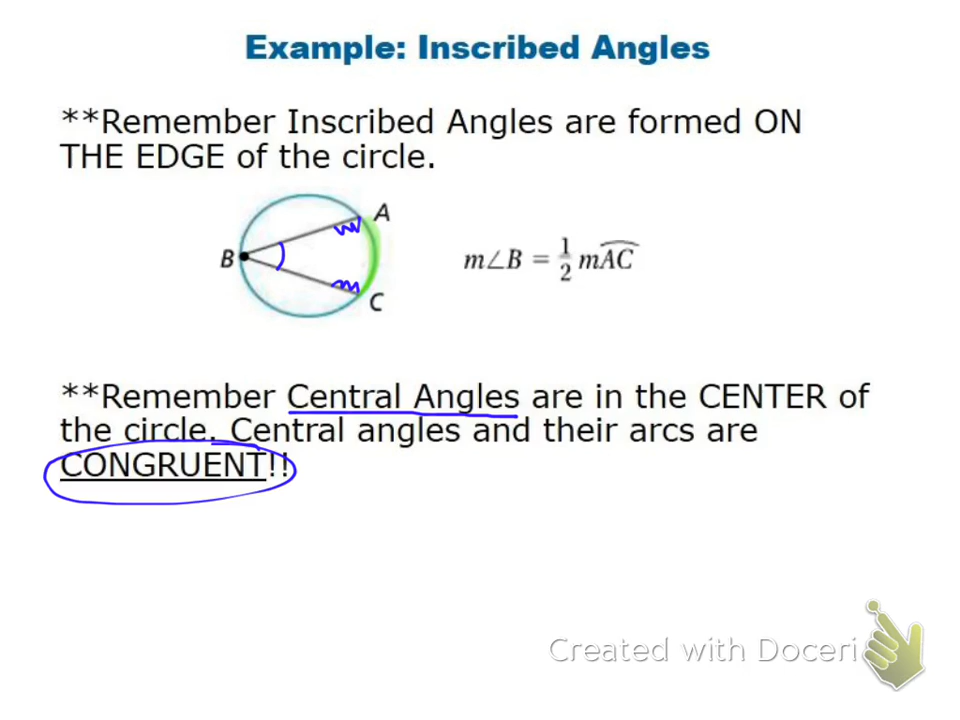 Example: Inscribed Angles
**Remember Inscribed Angles are formed ON
THE EDGE of the circle.
A
B
C
m∠B = 1/2 mAC
**Remember Central Angles are in the CENTER of
the circle. Central angles and their arcs are
CONGRUENT!!
Created with Doceri